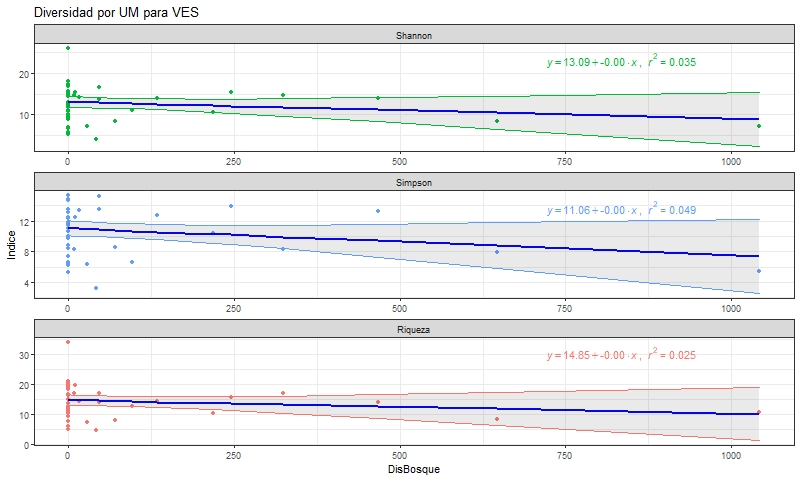 Diversidad por UM para VES
Shannon
y = 13.09 + -0.00 · x , r² = 0.035
20
10
0 250 500 750 1000
Simpson
y = 11.06 + -0.00 · x , r² = 0.049
12
8
4
Indice
0 250 500 750 1000
Riqueza
y = 14.85 + -0.00 · x , r² = 0.025
30
20
10
0
0 250 500 750 1000
DisBosque